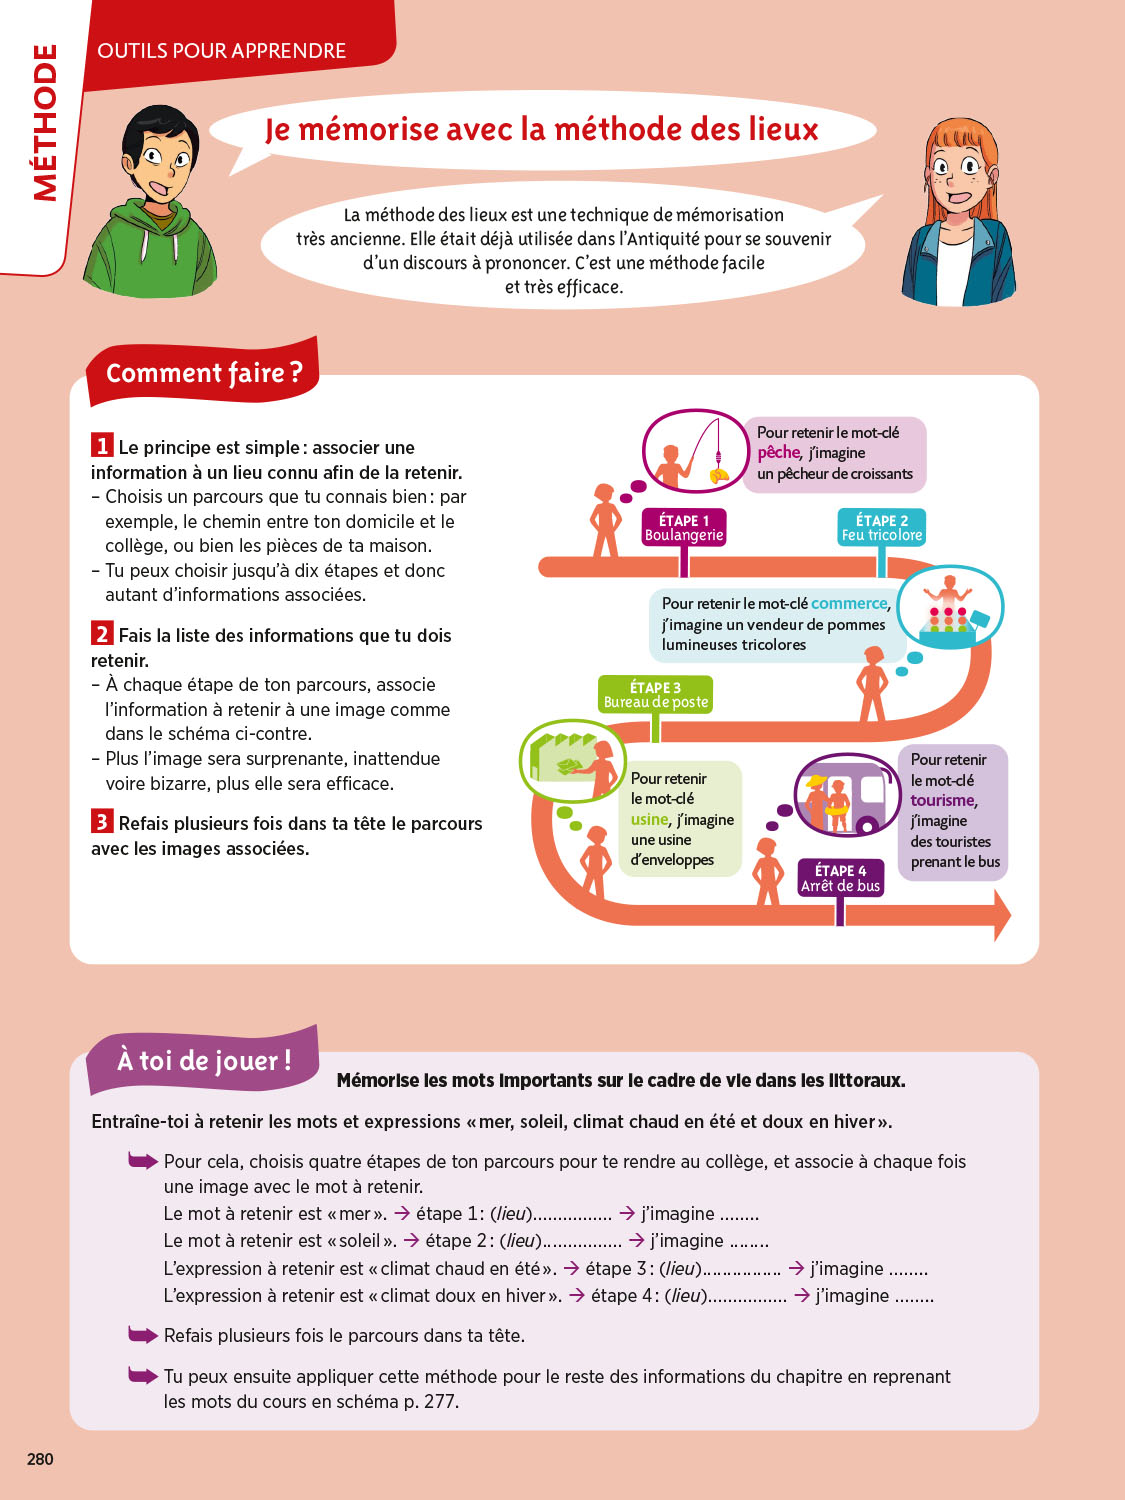 MÉTHODE
OUTILS POUR APPRENDRE
Je mémorise avec la méthode des lieux
La méthode des lieux est une technique de mémorisation
très ancienne. Elle était déjà utilisée dans l'Antiquité pour se souvenir
d'un discours à prononcer. C'est une méthode facile
et très efficace.
Comment faire ?
1 Le principe est simple : associer une
information à un lieu connu afin de la retenir.
– Choisis un parcours que tu connais bien : par
exemple, le chemin entre ton domicile et le
collège, ou bien les pièces de ta maison.
– Tu peux choisir jusqu'à dix étapes et donc
autant d'informations associées.
2 Fais la liste des informations que tu dois
retenir.
– À chaque étape de ton parcours, associe
l'information à retenir à une image comme
dans le schéma ci-contre.
– Plus l'image sera surprenante, inattendue
voire bizarre, plus elle sera efficace.
3 Refais plusieurs fois dans ta tête le parcours
avec les images associées.
Pour retenir le mot-clé
pêche, j'imagine
un pêcheur de croissants
ÉTAPE 1
Boulangerie
ÉTAPE 2
Feu tricolore
Pour retenir le mot-clé commerce,
j'imagine un vendeur de pommes
lumineuses tricolores
ÉTAPE 3
Bureau de poste
Pour retenir
le mot-clé
usine, j'imagine
une usine
d'enveloppes
Pour retenir
le mot-clé
tourisme,
j'imagine
des touristes
prenant le bus
ÉTAPE 4
Arrêt de bus
À toi de jouer !
Mémorise les mots importants sur le cadre de vie dans les littoraux.
Entraîne-toi à retenir les mots et expressions « mer, soleil, climat chaud en été et doux en hiver ».
Pour cela, choisis quatre étapes de ton parcours pour te rendre au collège, et associe à chaque fois
une image avec le mot à retenir.
Le mot à retenir est « mer ». → étape 1 : (lieu)................ → j'imagine ........
Le mot à retenir est « soleil ». → étape 2 : (lieu)................ → j'imagine ........
L'expression à retenir est « climat chaud en été ». → étape 3 : (lieu)................ → j'imagine ........
L'expression à retenir est « climat doux en hiver ». → étape 4 : (lieu)................ → j'imagine ........
Refais plusieurs fois le parcours dans ta tête.
Tu peux ensuite appliquer cette méthode pour le reste des informations du chapitre en reprenant
les mots du cours en schéma p. 277.
280